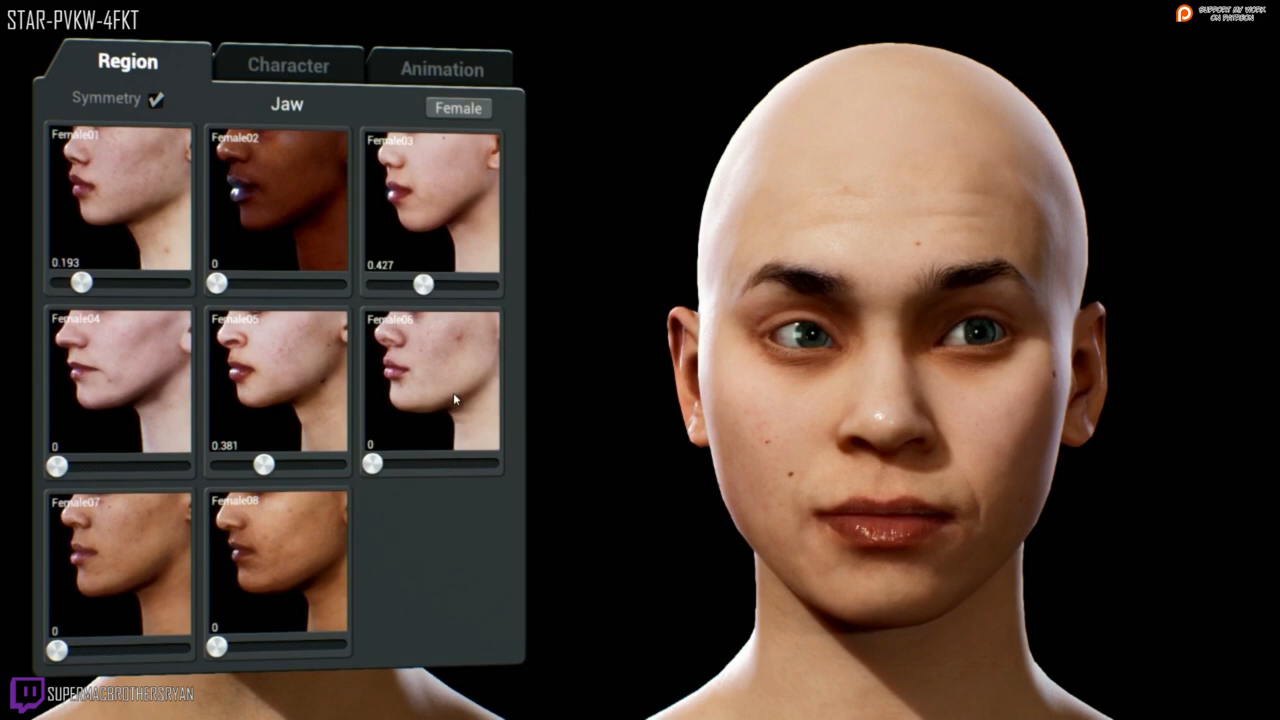 STAR-PVKW-4FKT
SUPPORT MY WORK
ON PATREON
Region
Character
Animation
Symmetry
Jaw
Female
Female01
Female02
Female03
0.193
0
0.427
Female04
Female05
Female06
0
0.381
0
Female07
Female08
0
0
SUPERMACBROTHERSRYAN